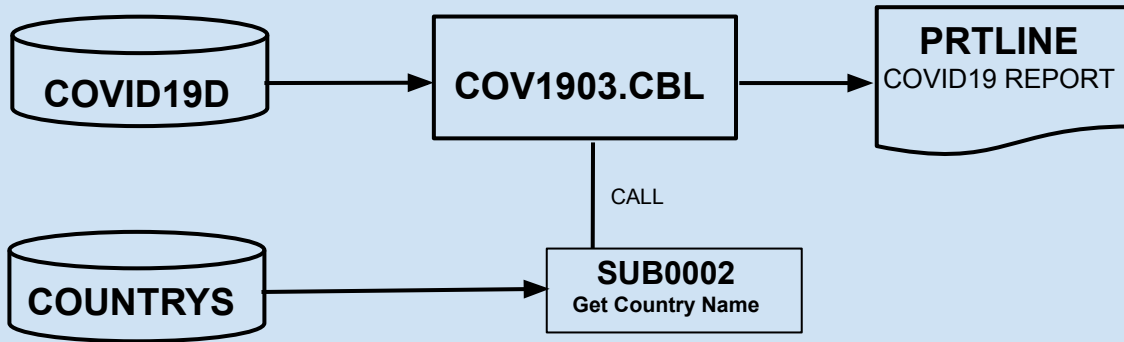 COVID19D
COV1903.CBL
PRTLINE
COVID19 REPORT
CALL
COUNTRYS
SUB0002
Get Country Name